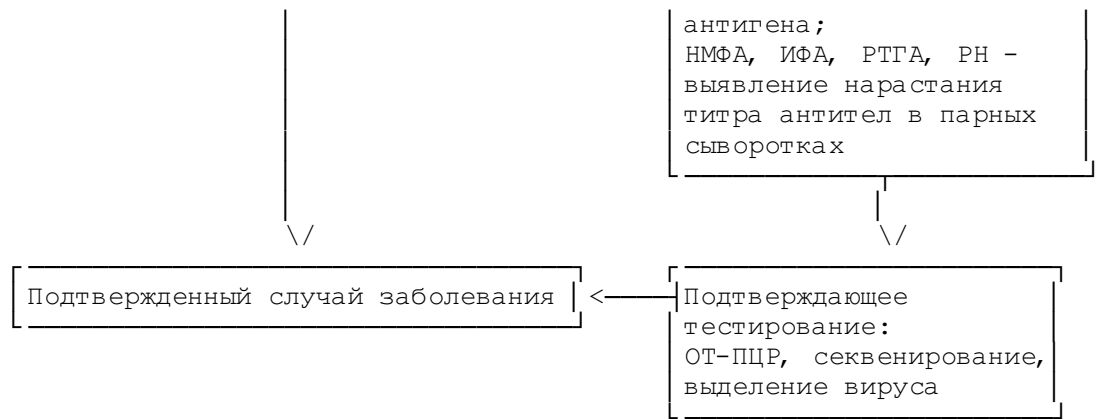 антигена;
НМФА, ИФА, РТГА, РН -
выявление нарастания
титра антител в парных
сыворотках
Подтвержденный случай заболевания
Подтверждающее
тестирование:
ОТ-ПЦР, секвенирование,
выделение вируса